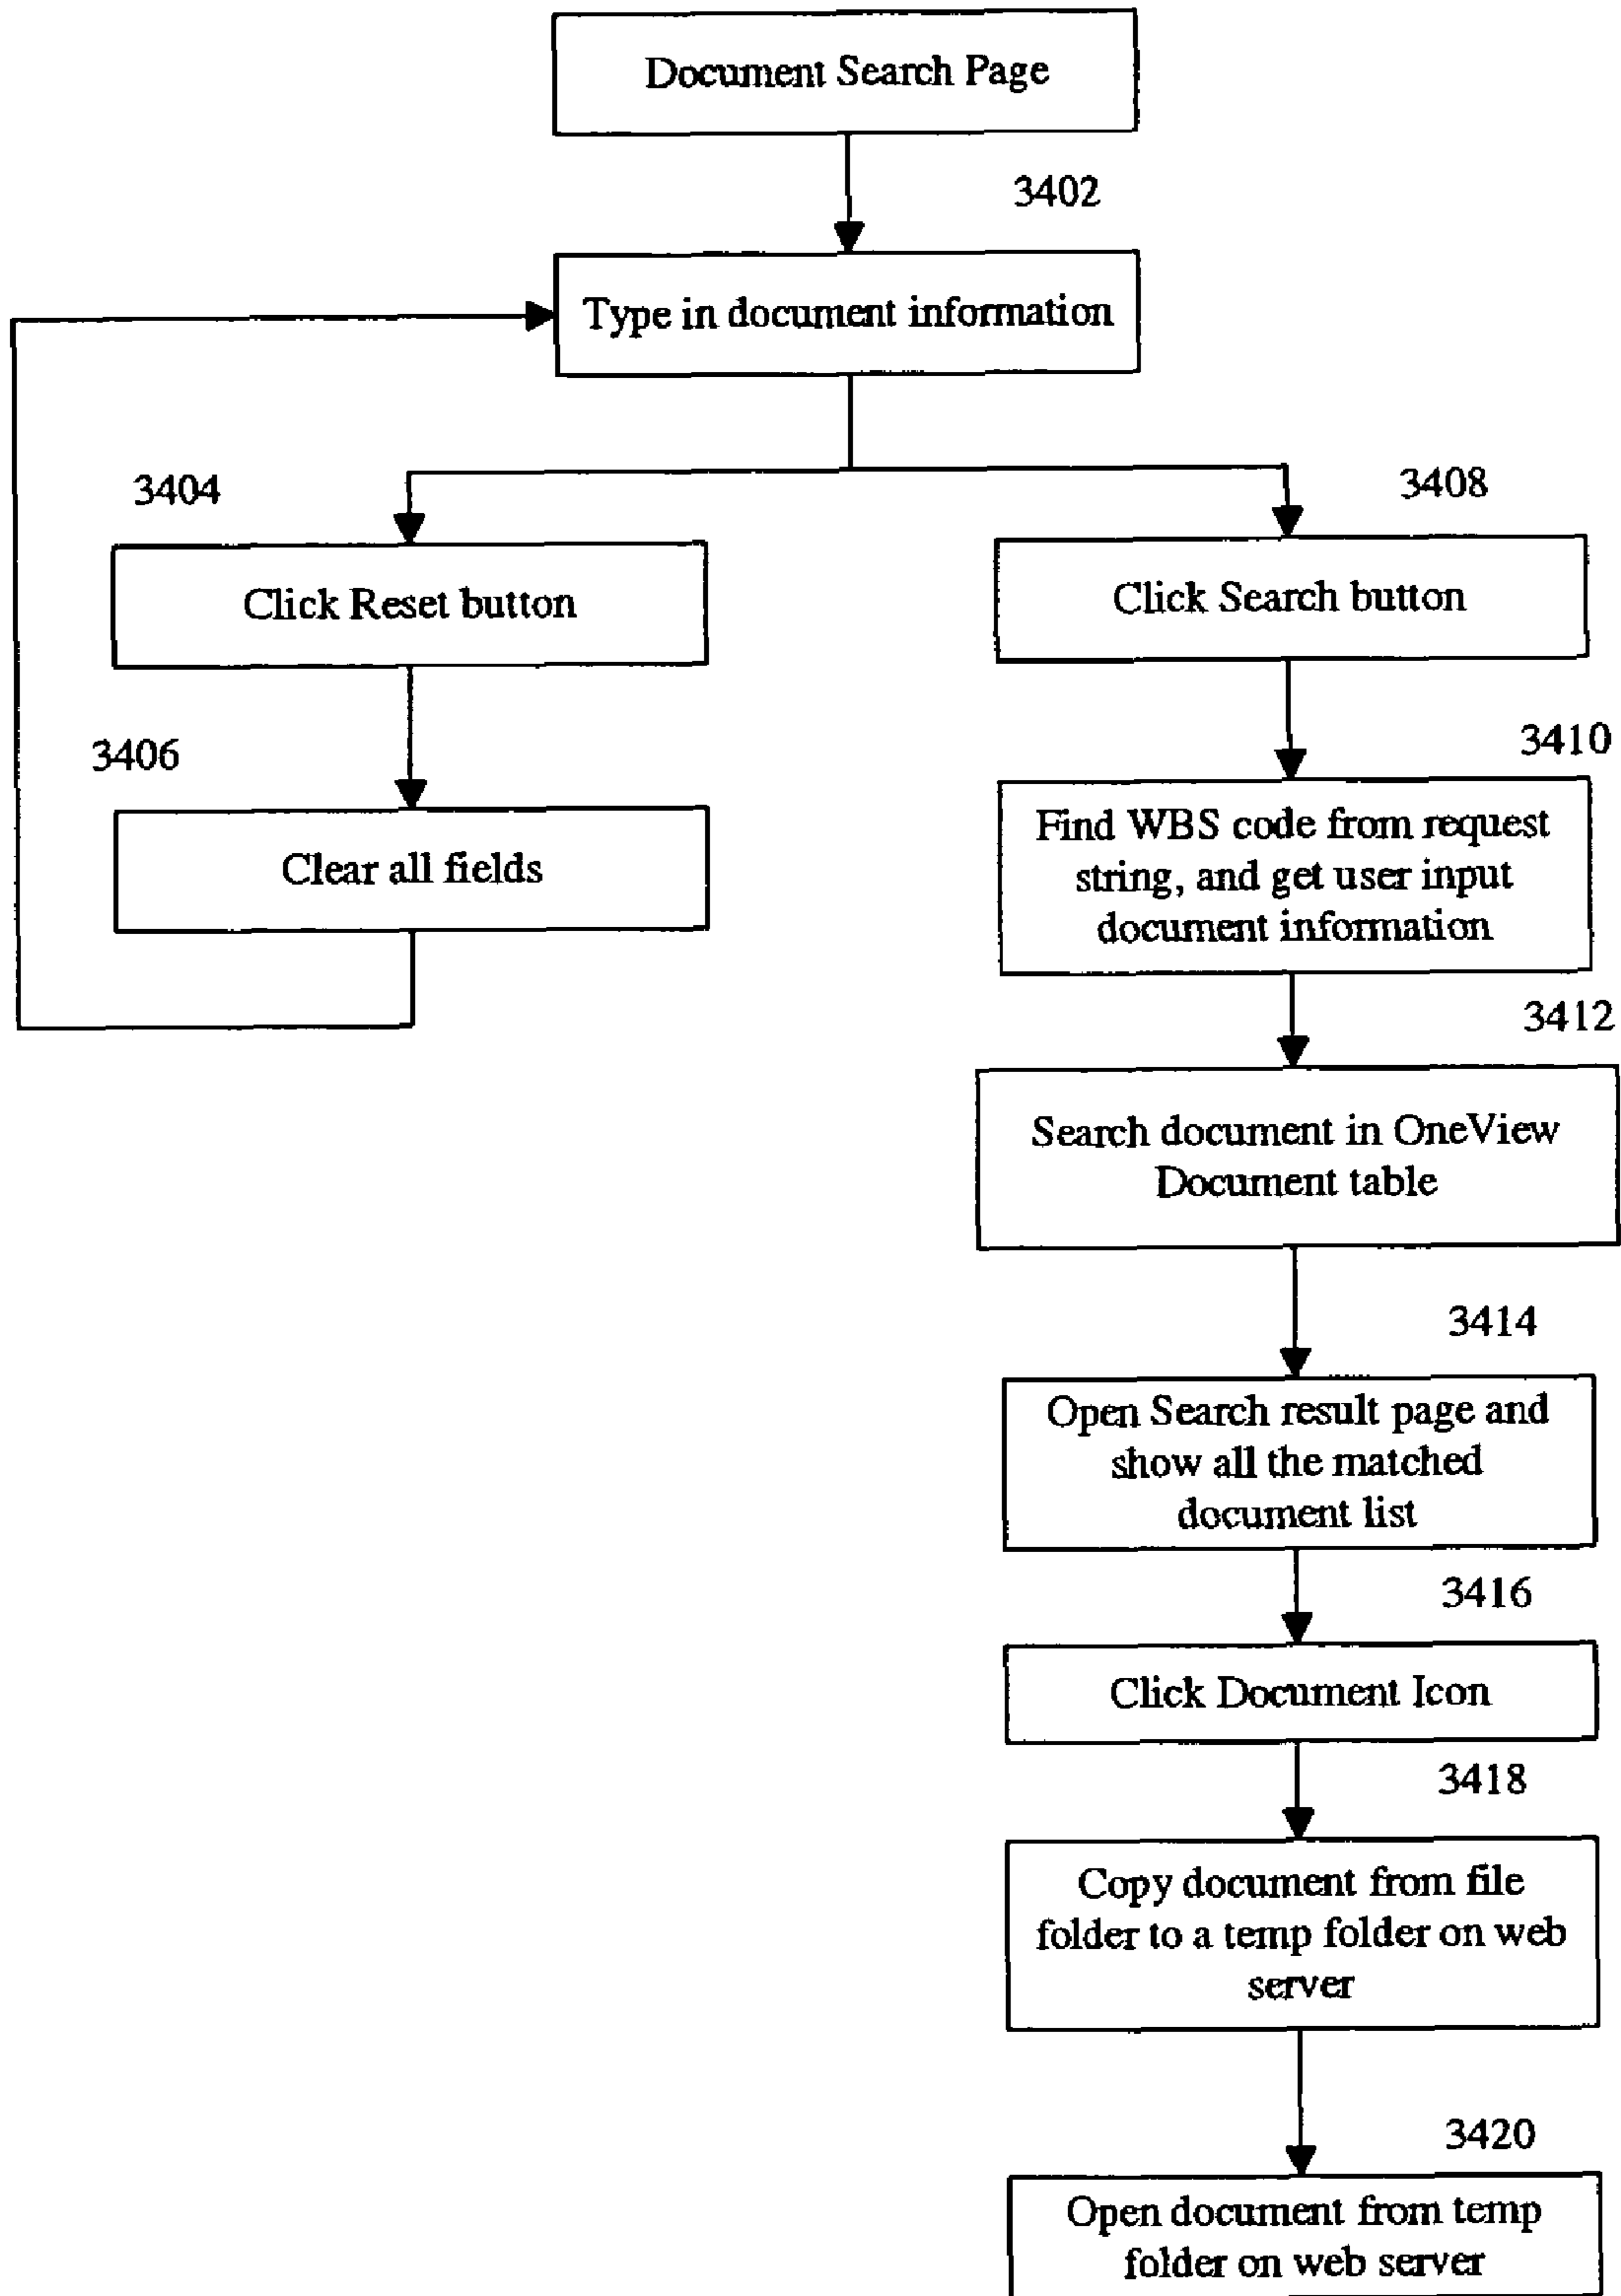 Document Search Page
3402
Type in document information
3404
3408
Click Reset button
Click Search button
3406
3410
Clear all fields
Find WBS code from request
string, and get user input
document information
3412
Search document in OneView
Document table
3414
Open Search result page and
show all the matched
document list
3416
Click Document Icon
3418
Copy document from file
folder to a temp folder on web
server
3420
Open document from temp
folder on web server